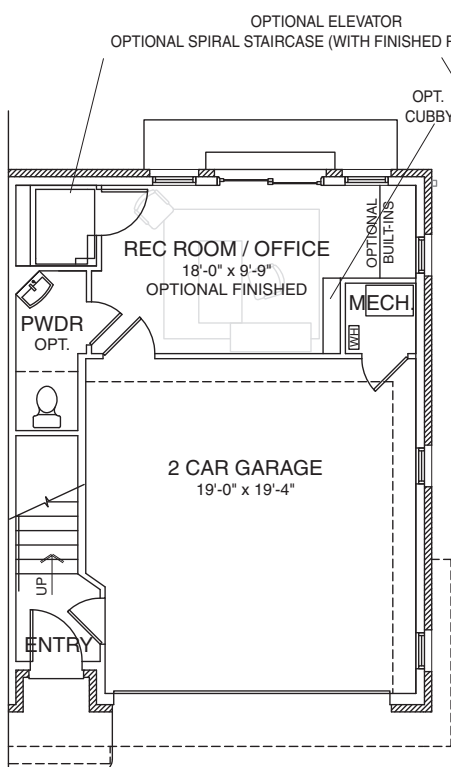 OPTIONAL ELEVATOR
OPTIONAL SPIRAL STAIRCASE (WITH FINISHED
OPT.
CUBBY
REC ROOM / OFFICE
18'-0" x 9'-9"
OPTIONAL FINISHED
OPTIONAL
BUILT-INS
PWDR
OPT.
MECH.
WH
2 CAR GARAGE
19'-0" x 19'-4"
UP
ENTRY